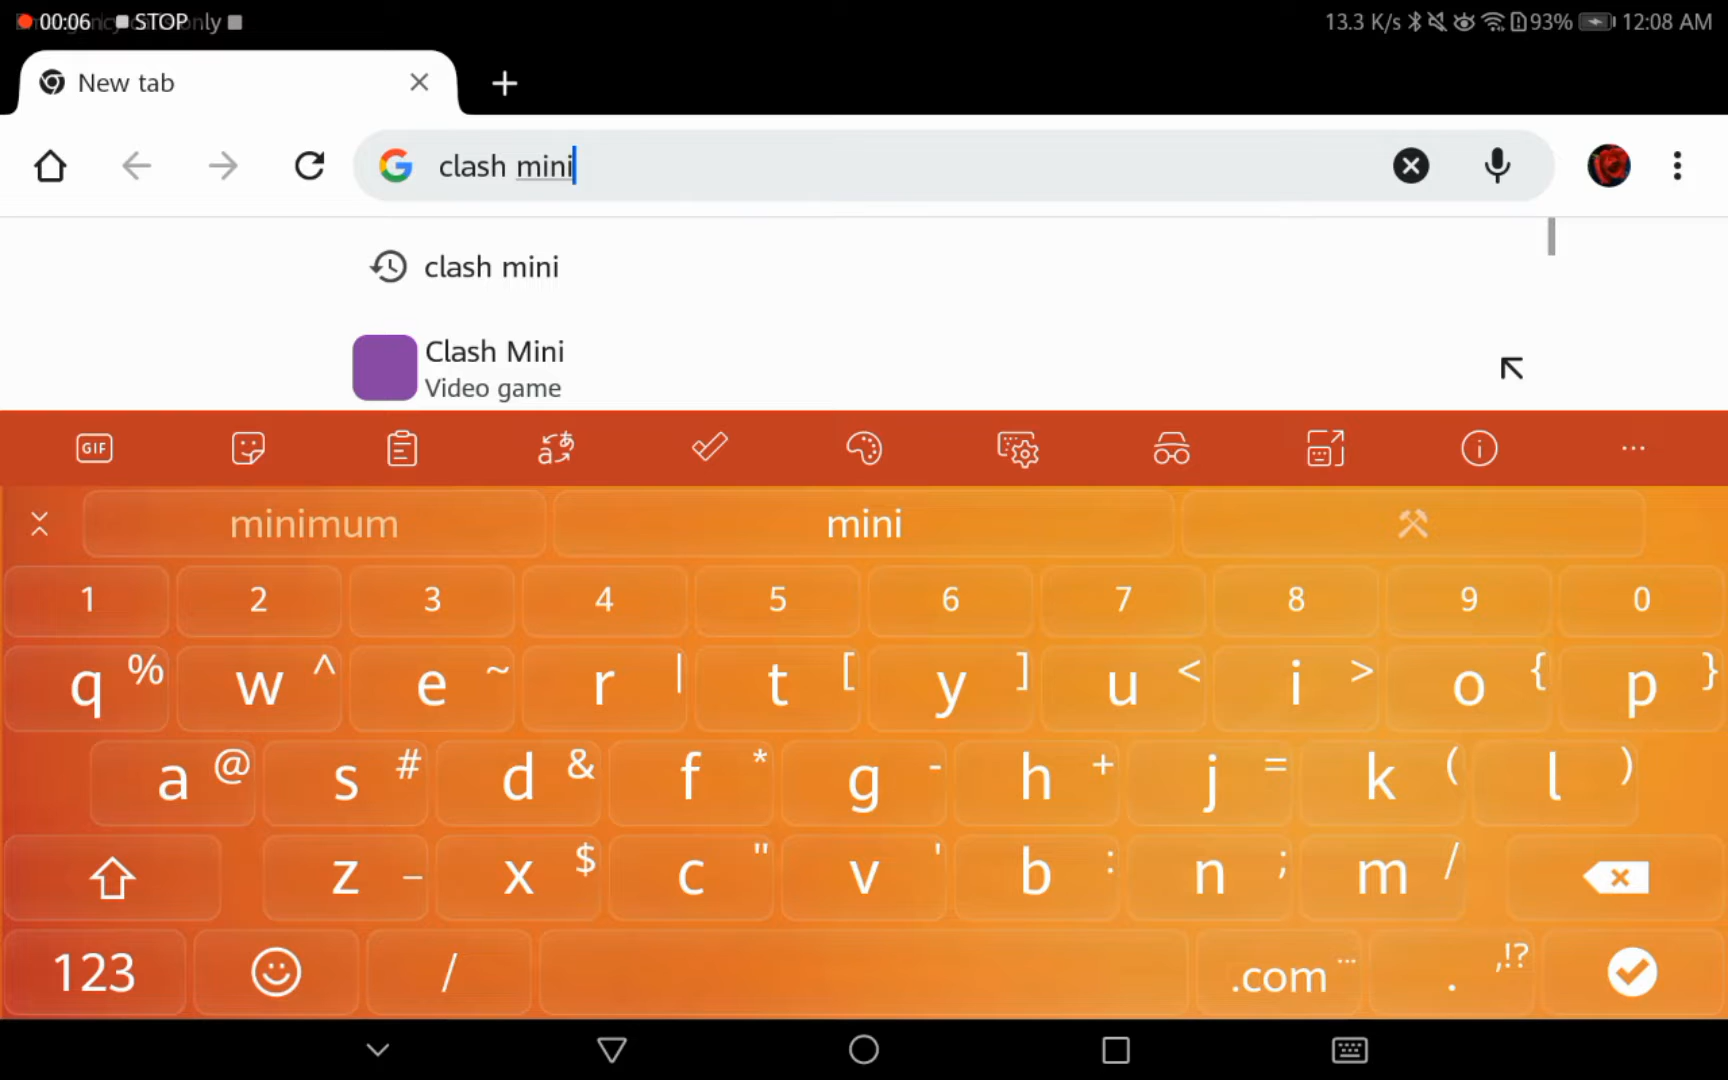 00:06 STOP only
13.3 K/s 93% 12:08 AM
New tab
clash mini
clash mini
Clash Mini
Video game
GIF
minimum mini
1 2 3 4 5 6 7 8 9 0
q % w ^ e ~ r | t [ y ] u < i > o { p }
a @ s # d & f * g - h + j = k ( l )
z _ x $ c " v ' b : n ; m /
123 / .com ... . ,!?